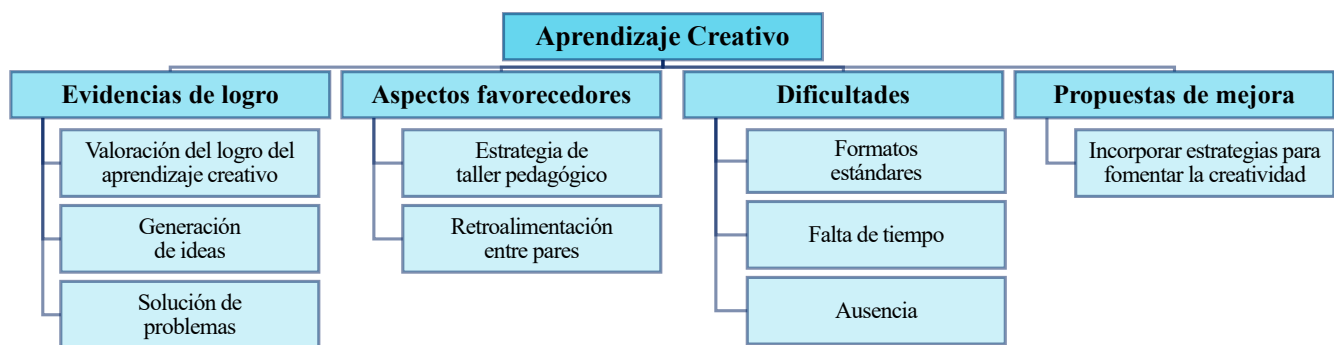 Aprendizaje Creativo
Evidencias de logro
Valoración del logro del
aprendizaje creativo
Generación
de ideas
Solución de
problemas
Aspectos favorecedores
Estrategia de
taller pedagógico
Retroalimentación
entre pares
Dificultades
Formatos
estándares
Falta de tiempo
Ausencia
Propuestas de mejora
Incorporar estrategias para
fomentar la creatividad